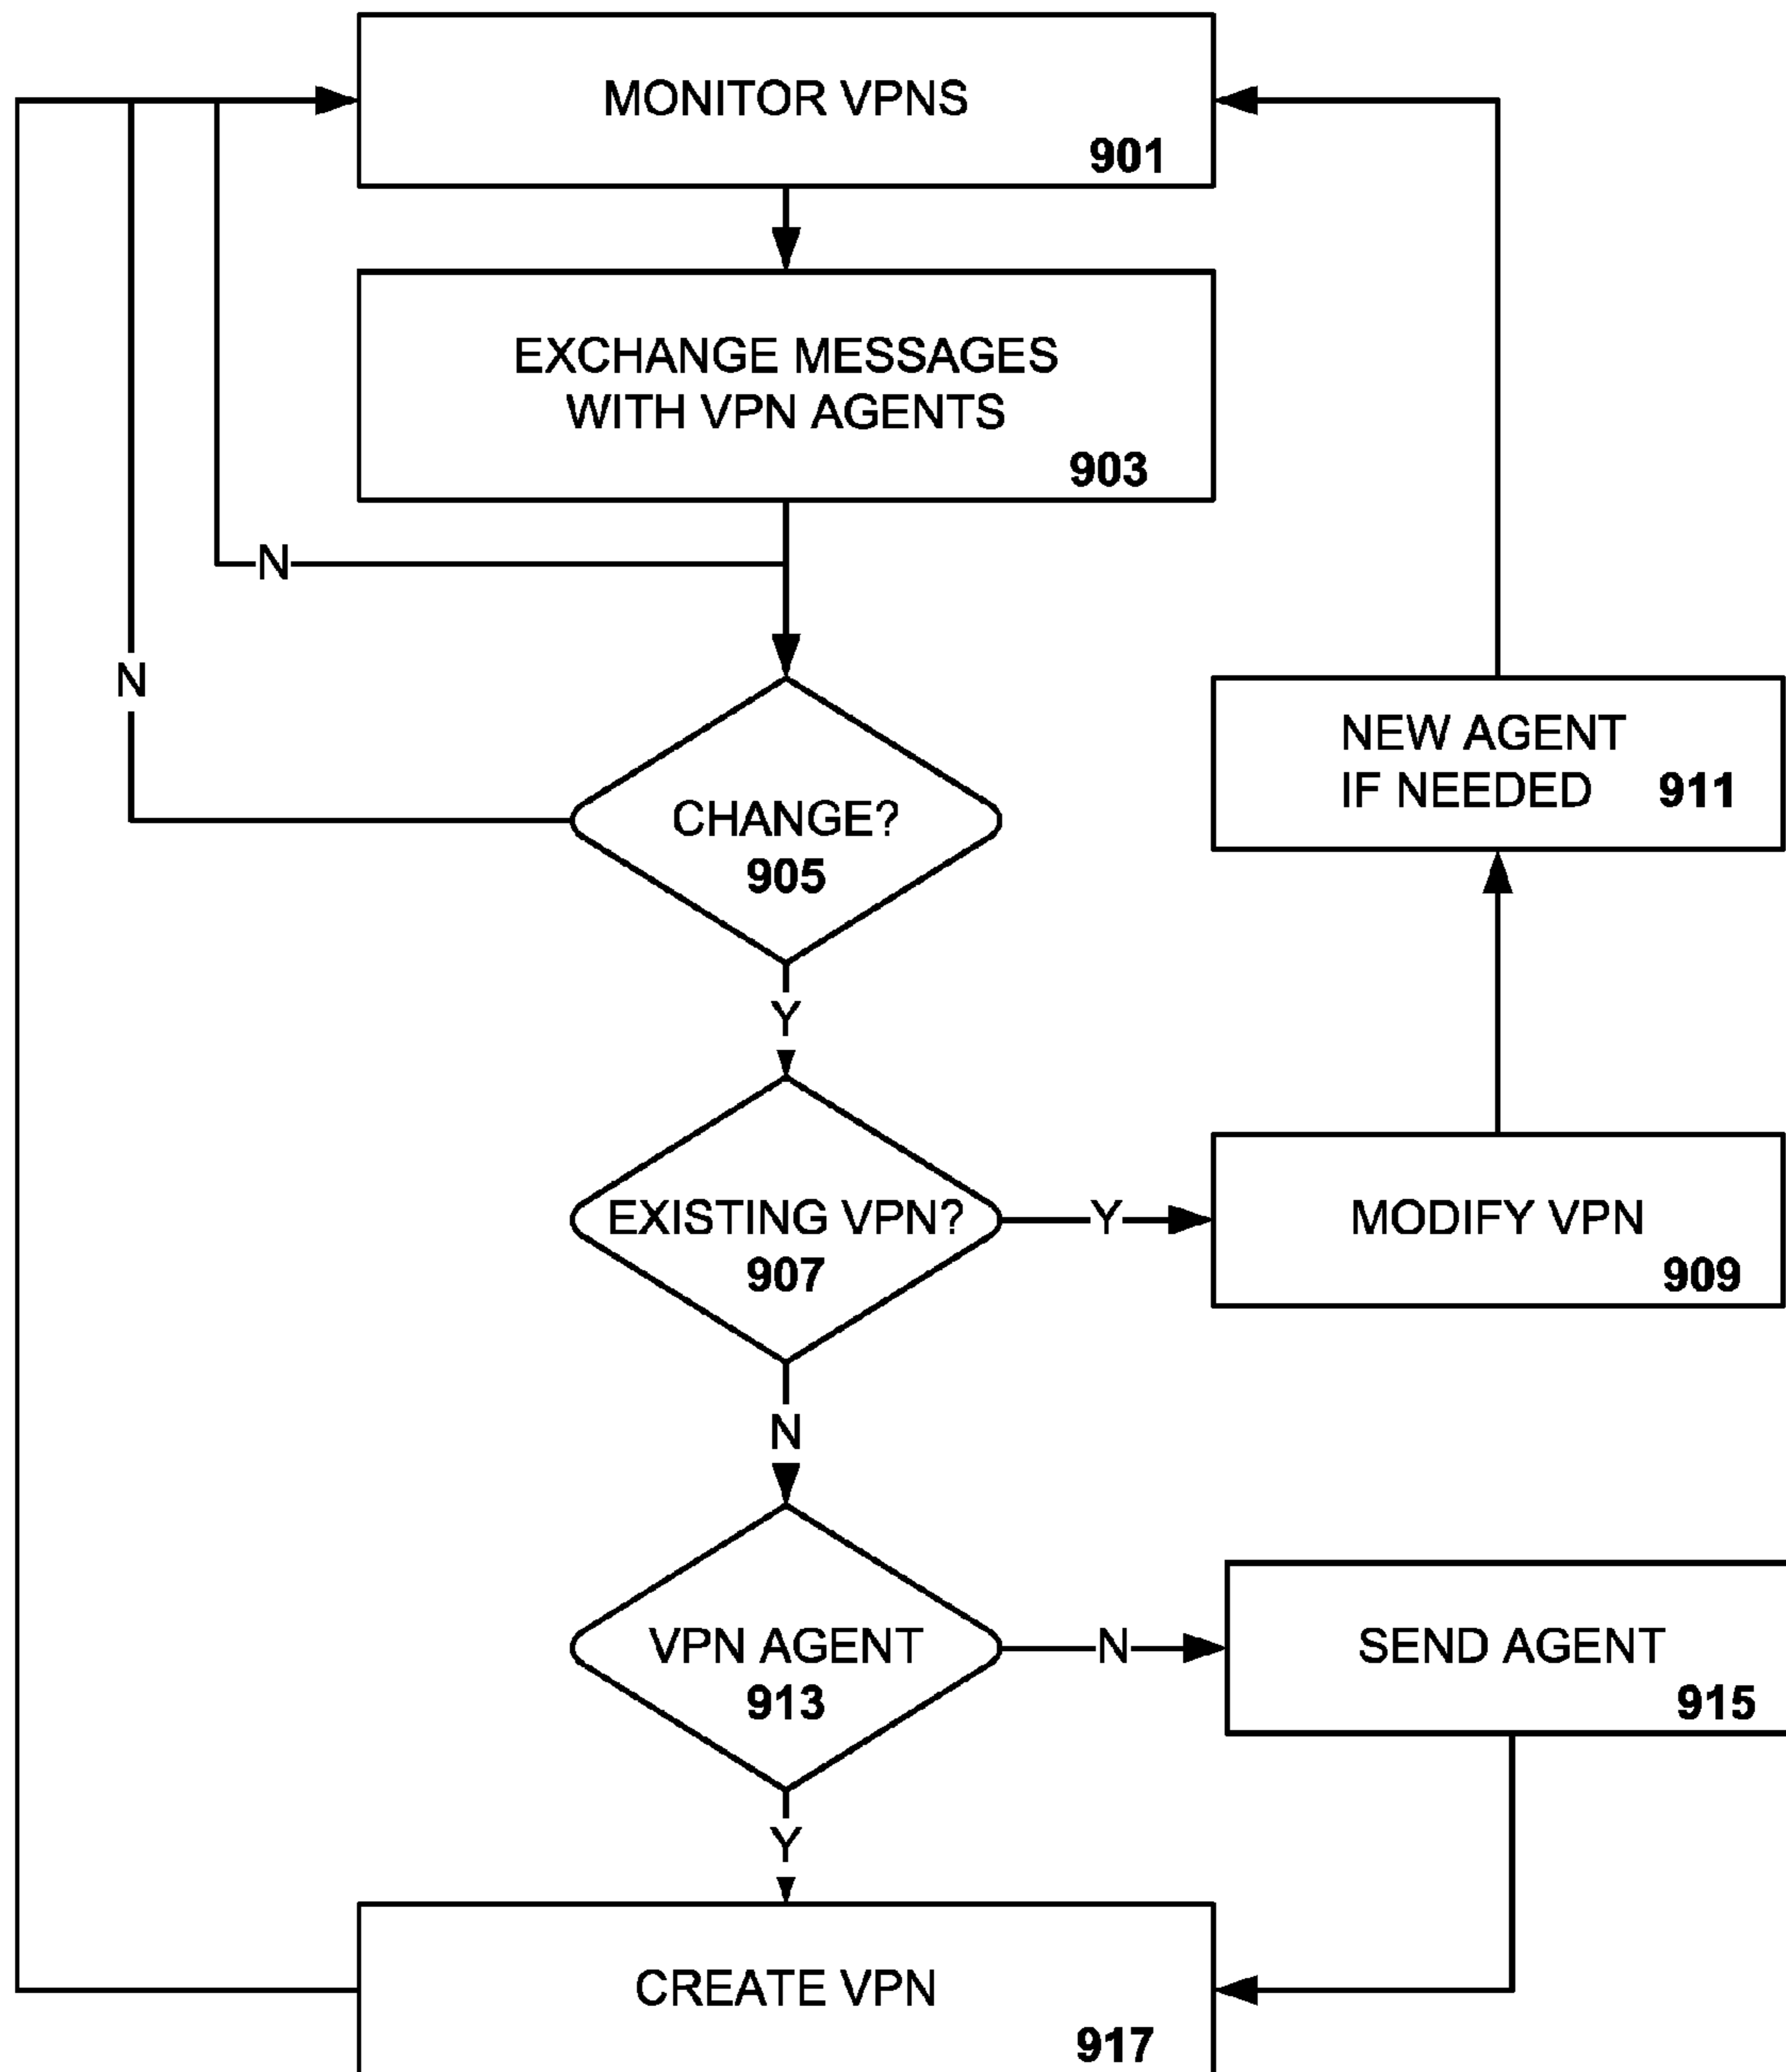 MONITOR VPNS
901
EXCHANGE MESSAGES
WITH VPN AGENTS
903
N
N
CHANGE?
905
NEW AGENT
IF NEEDED 911
Y
EXISTING VPN?
907
Y
MODIFY VPN
909
N
VPN AGENT
913
N
SEND AGENT
915
Y
CREATE VPN
917